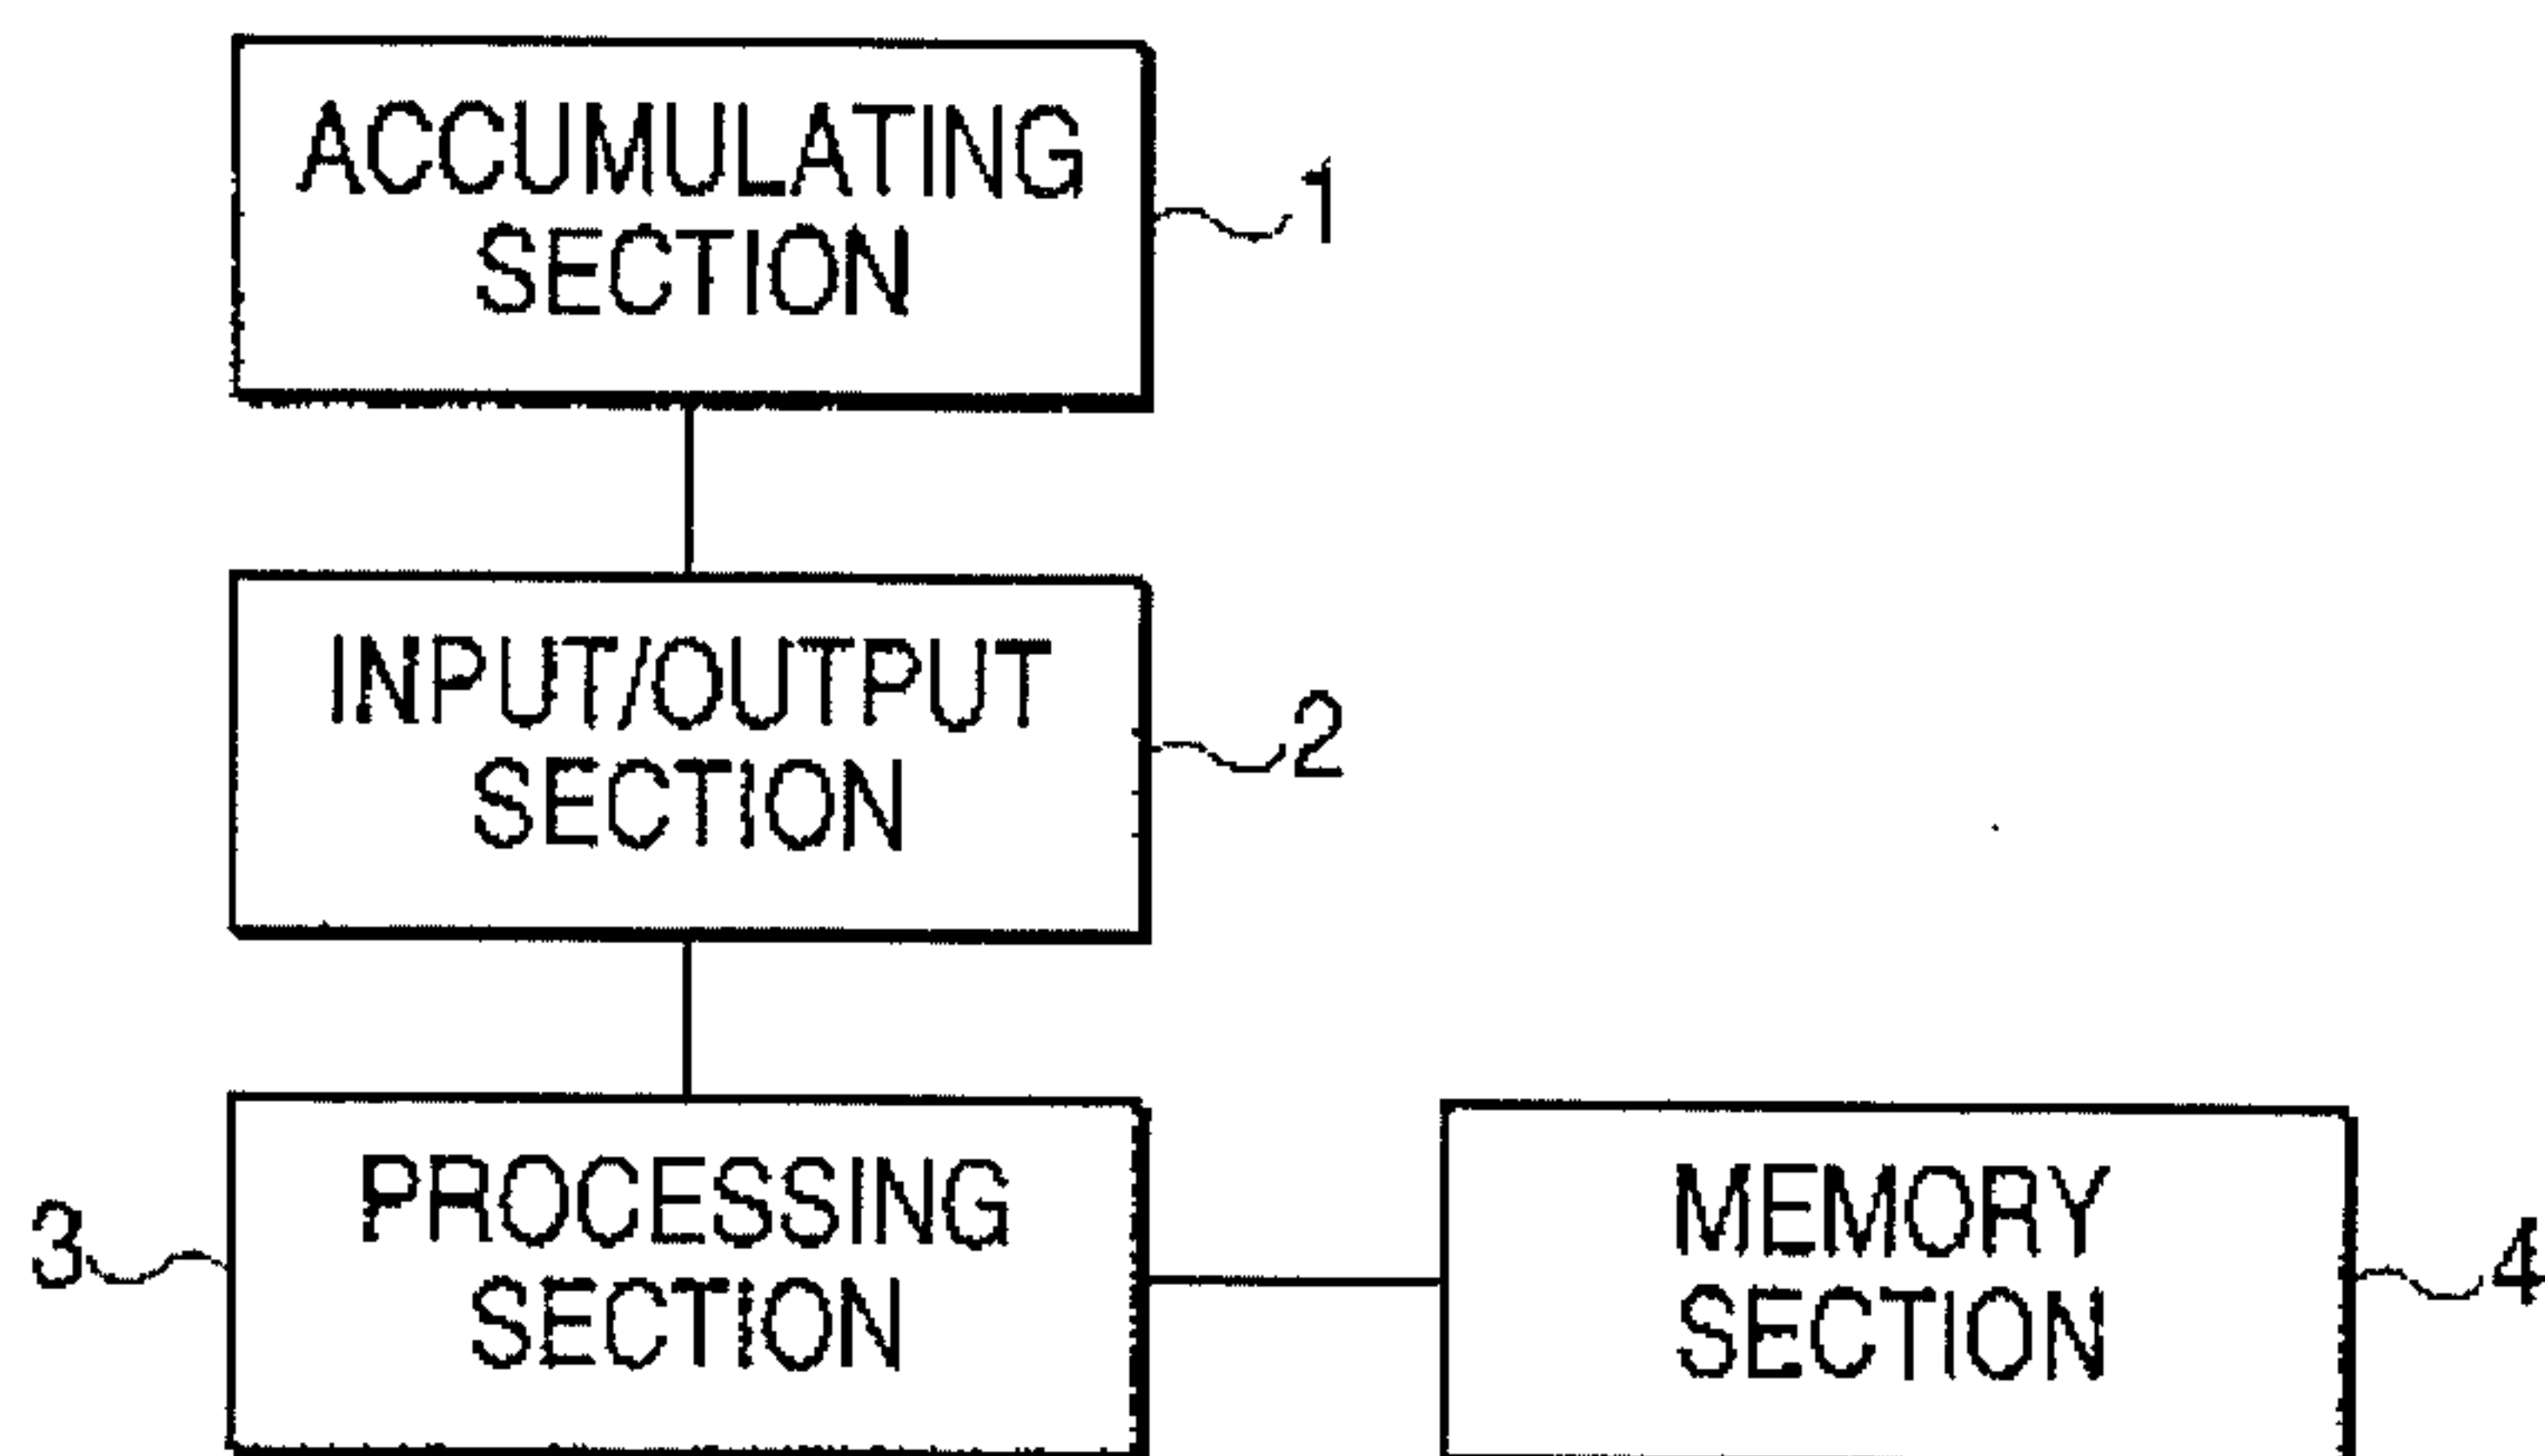 ACCUMULATING
SECTION
1
INPUT/OUTPUT
SECTION
2
PROCESSING
SECTION
3
MEMORY
SECTION
4